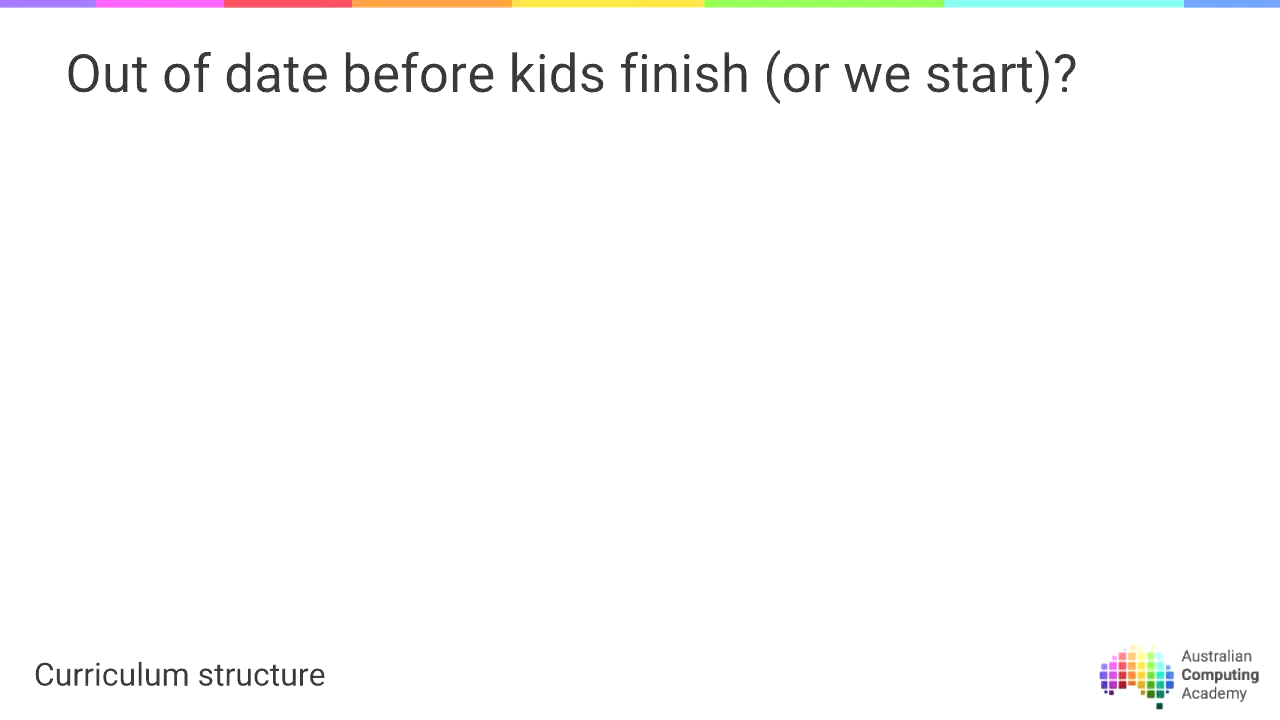 Out of date before kids finish (or we start)?
Curriculum structure
Australian
Computing
Academy